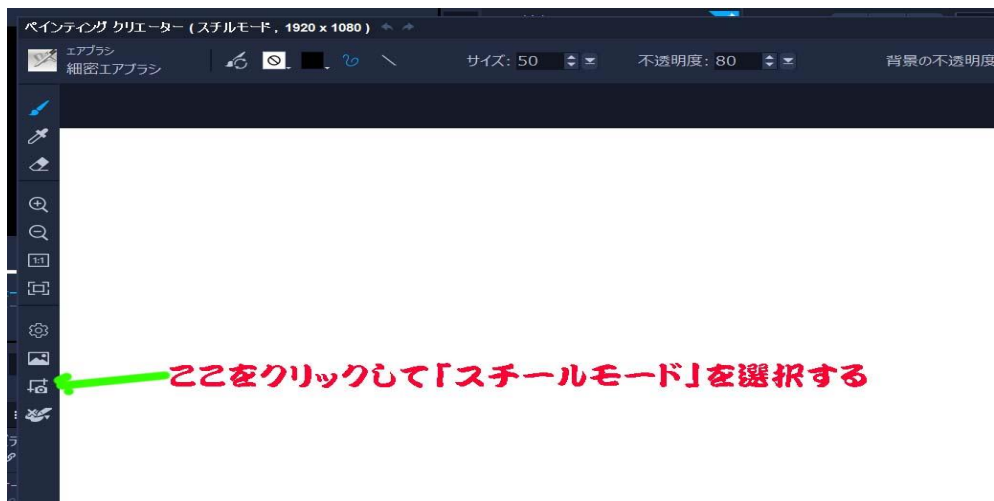 ペインティング クリエーター ( スチルモード , 1920 x 1080 )
エアブラシ
細密エアブラシ
サイズ: 50
不透明度: 80
背景の不透明度
1:1
ここをクリックして「スチールモード」を選択する